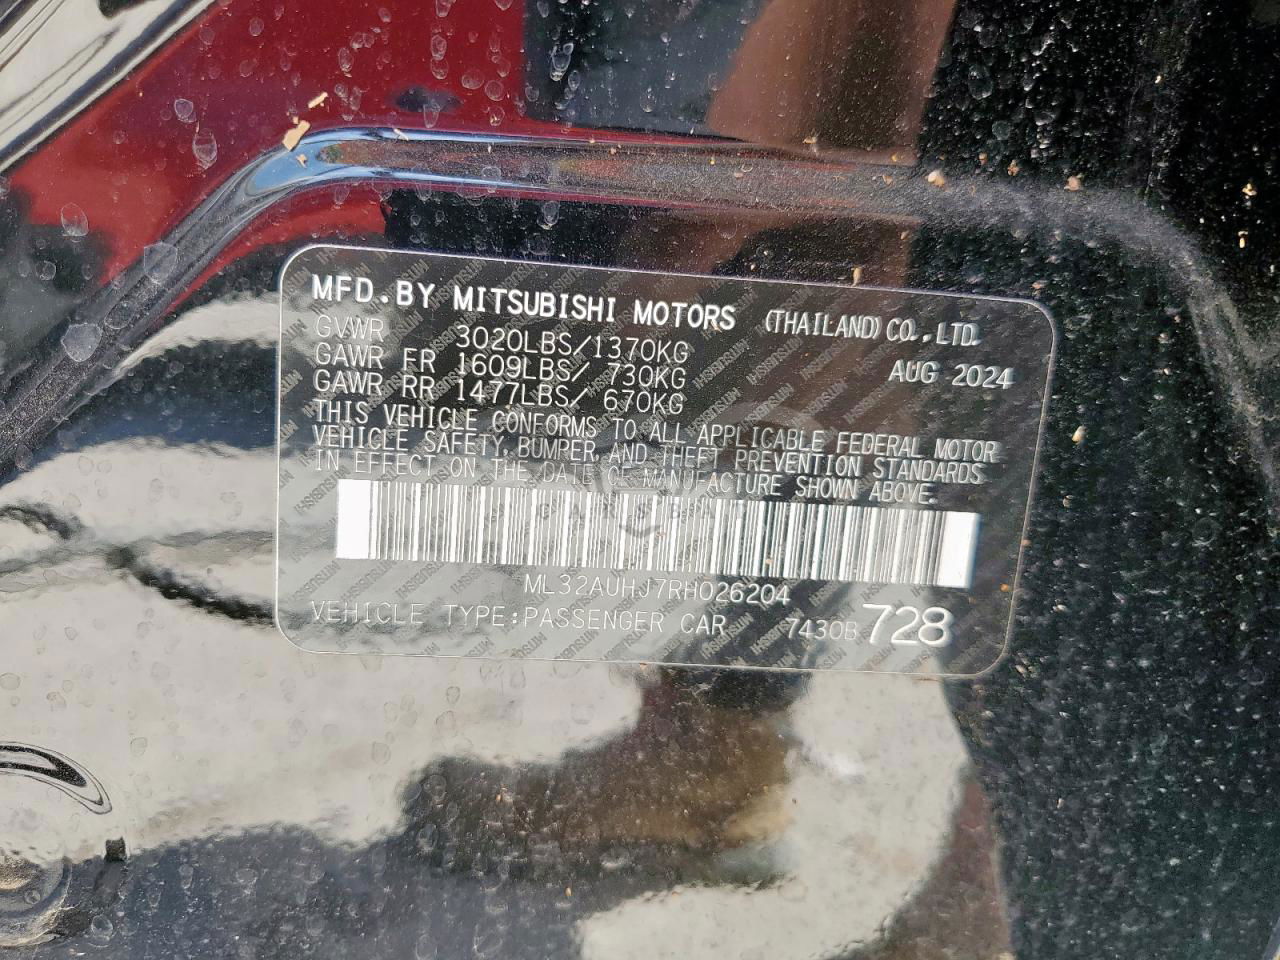 MFD.BY MITSUBISHI MOTORS (THAILAND)CO.,LTD.
GVWR 3020LBS/1370KG
GAWR FR 1609LBS/ 730KG AUG 2024
GAWR RR 1477LBS/ 670KG
THIS VEHICLE CONFORMS TO ALL APPLICABLE FEDERAL MOTOR
VEHICLE SAFETY, BUMPER, AND THEFT PREVENTION STANDARDS
IN EFFECT ON THE DATE OF MANUFACTURE SHOWN ABOVE.
ML32AUHJ7RH026204
VEHICLE TYPE:PASSENGER CAR 7430B 728